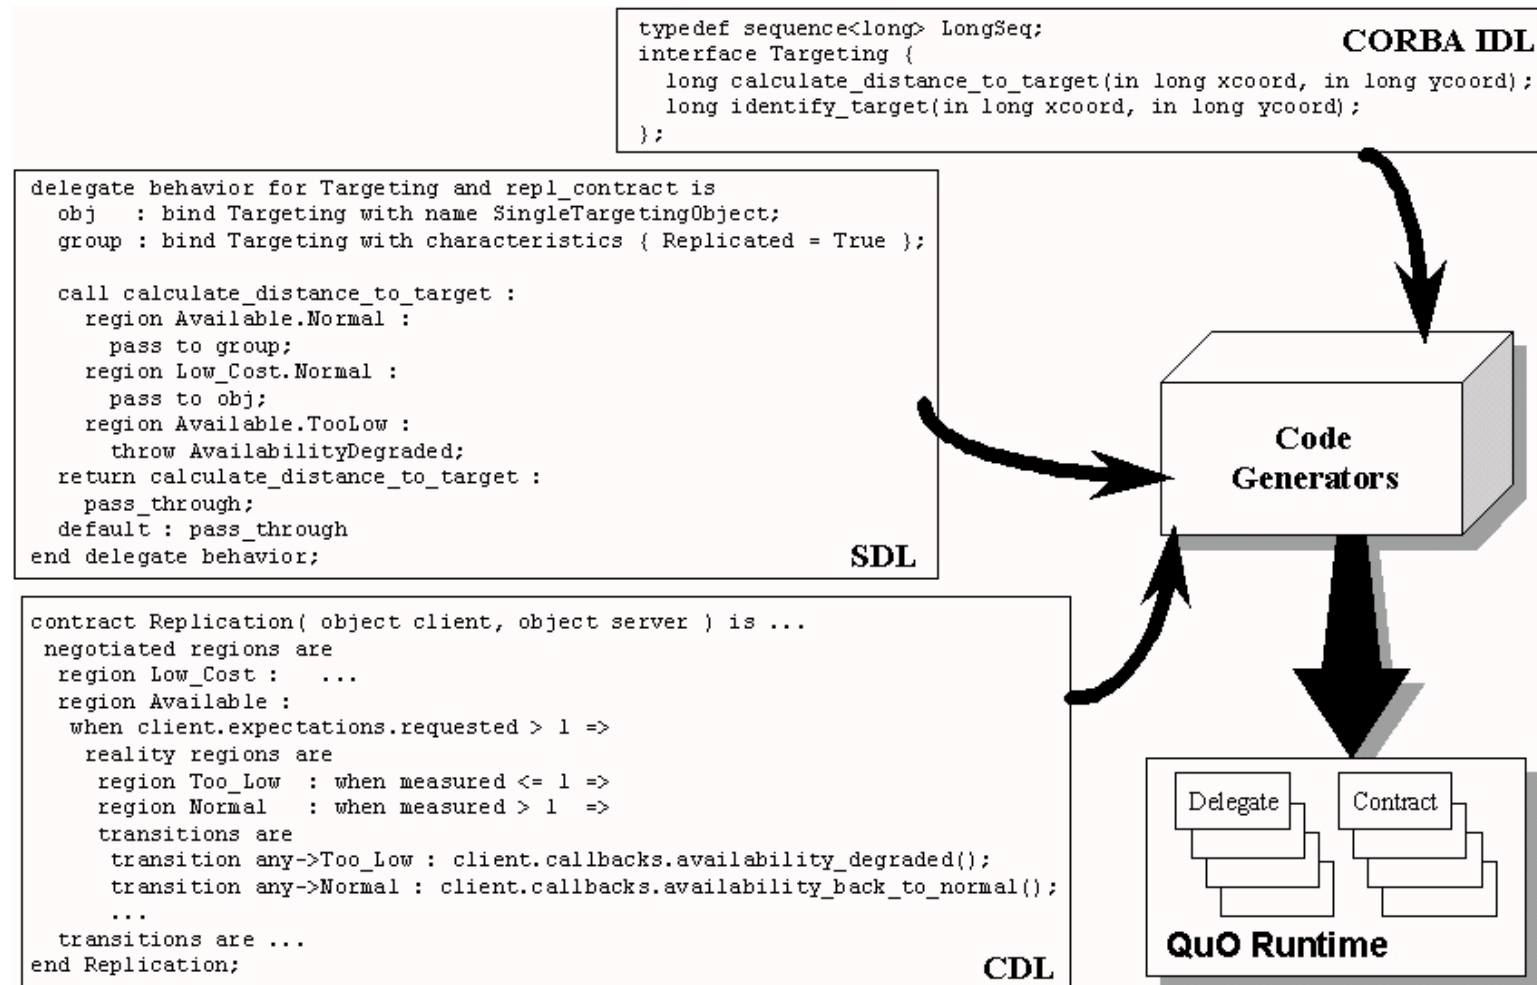 typedef sequence<long> LongSeq;
CORBA IDL
interface Targeting {
long calculate_distance_to_target(in long xcoord, in long ycoord);
long identify_target(in long xcoord, in long ycoord);
};
delegate behavior for Targeting and repl_contract is
obj : bind Targeting with name SingleTargetingObject;
group : bind Targeting with characteristics { Replicated = True };
call calculate_distance_to_target :
region Available.Normal :
pass to group;
region Low_Cost.Normal :
pass to obj;
region Available.TooLow :
throw AvailabilityDegraded;
return calculate_distance_to_target :
pass_through;
default : pass_through
end delegate behavior;
SDL
contract Replication( object client, object server ) is ...
negotiated regions are
region Low_Cost : ...
region Available :
when client.expectations.requested > 1 =>
reality regions are
region Too_Low : when measured <= 1 =>
region Normal : when measured > 1 =>
transitions are
transition any->Too_Low : client.callbacks.availability_degraded();
transition any->Normal : client.callbacks.availability_back_to_normal();
...
transitions are ...
end Replication;
CDL
Code
Generators
Delegate
Contract
QuO Runtime